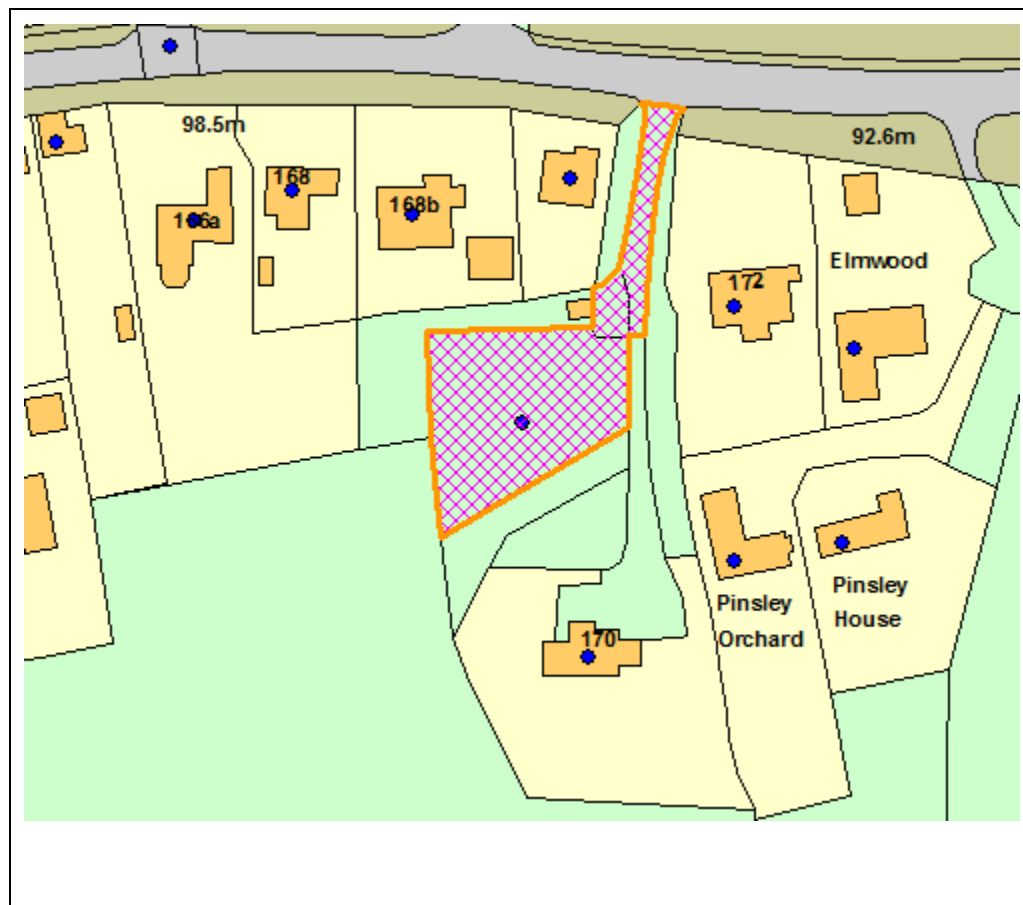 98.5m
92.6m
168
166a
168b
Elmwood
172
Pinsley
Orchard
Pinsley
House
170